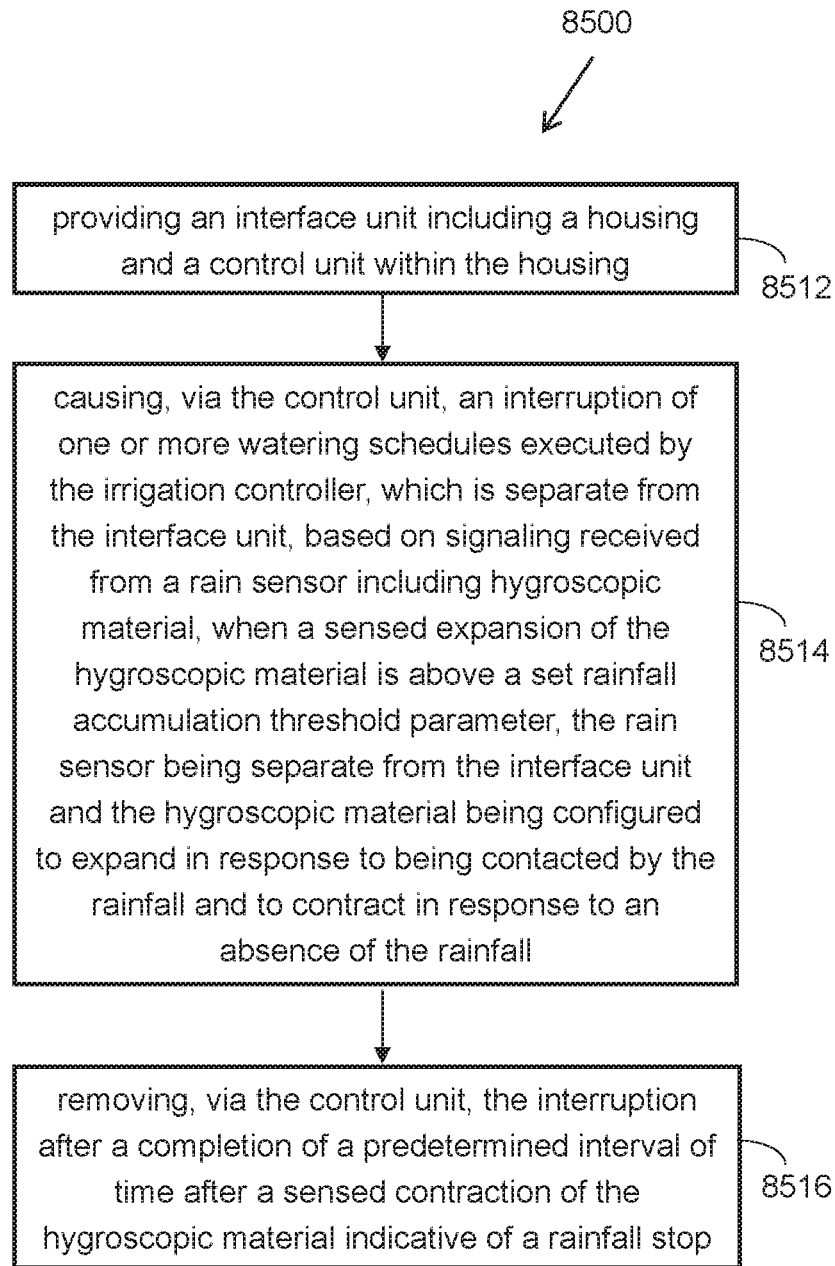 8500
providing an interface unit including a housing
and a control unit within the housing
8512
causing, via the control unit, an interruption of
one or more watering schedules executed by
the irrigation controller, which is separate from
the interface unit, based on signaling received
from a rain sensor including hygroscopic
material, when a sensed expansion of the
hygroscopic material is above a set rainfall
accumulation threshold parameter, the rain
sensor being separate from the interface unit
and the hygroscopic material being configured
to expand in response to being contacted by the
rainfall and to contract in response to an
absence of the rainfall
8514
removing, via the control unit, the interruption
after a completion of a predetermined interval of
time after a sensed contraction of the
hygroscopic material indicative of a rainfall stop
8516